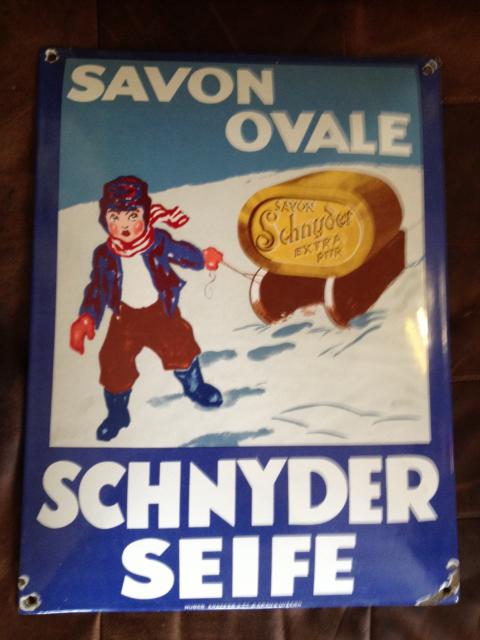 SAVON
OVALE
SAVON
Schnyder
EXTRA
PUR
SCHNYDER
SEIFE